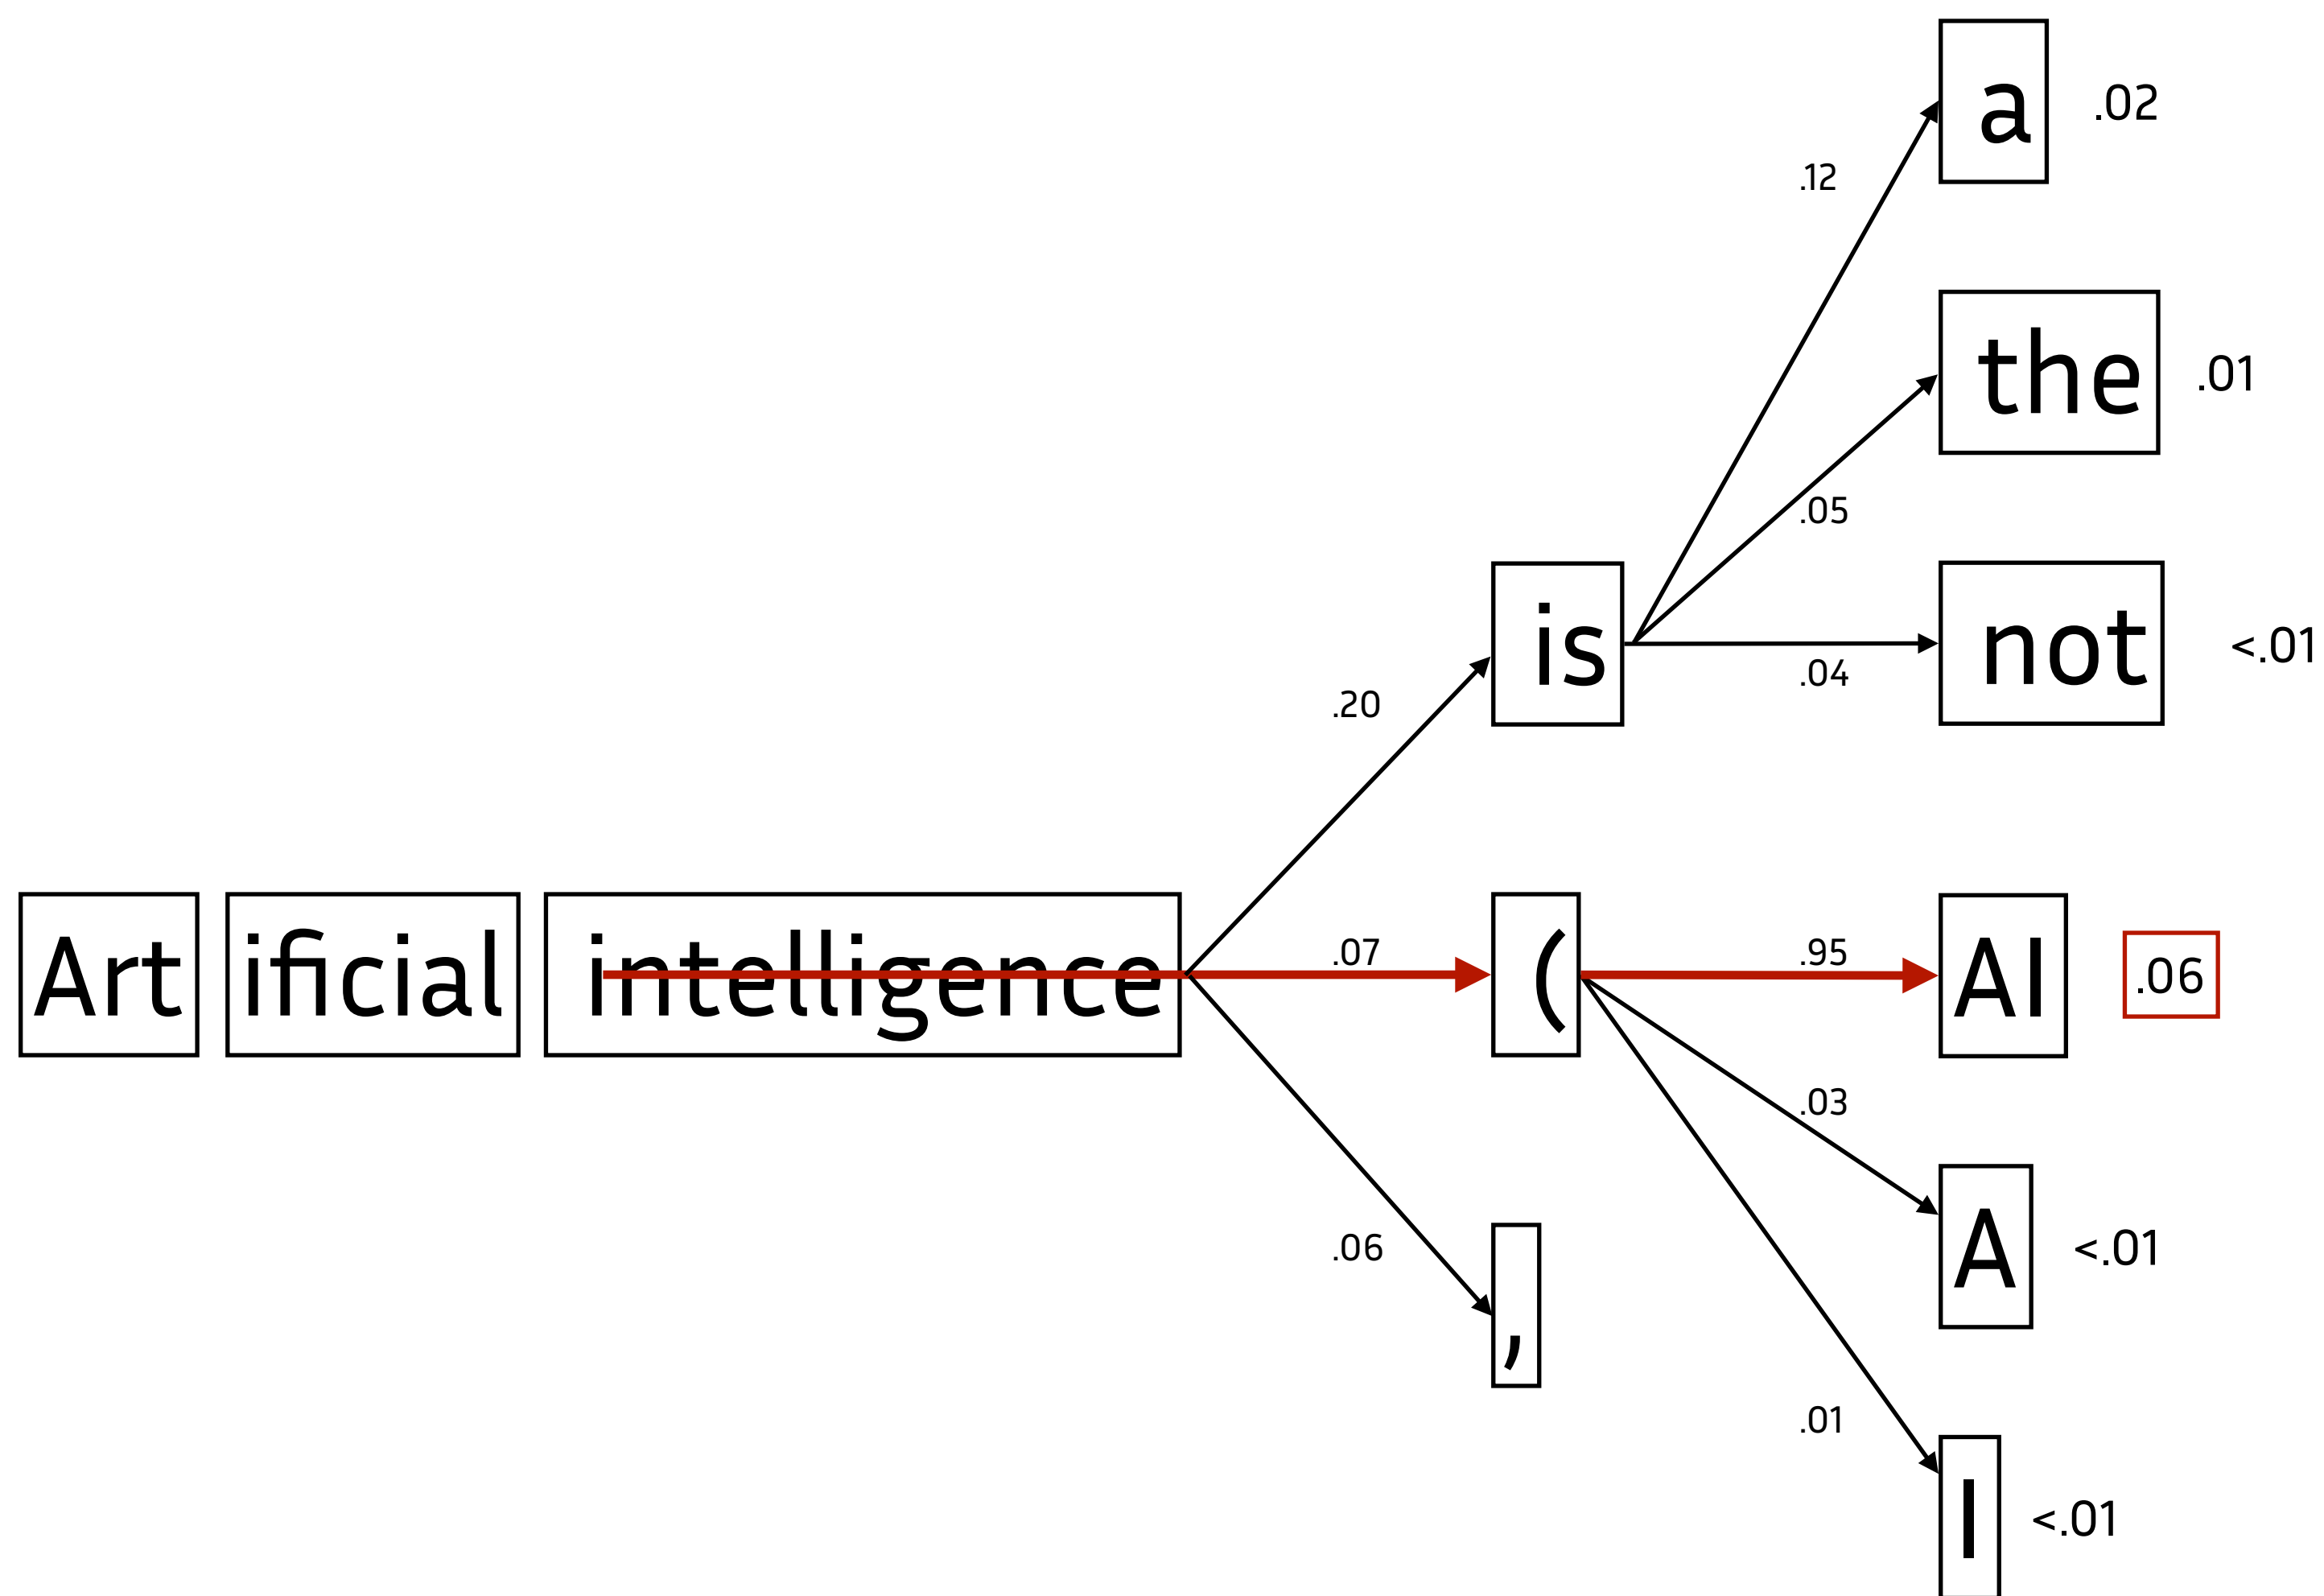 a .02
.12
the .01
.05
is not <.01
.04
.20
Art ificial intelligence .07 ( .95 AI .06
.03
A <.01
.06
,
.01
I <.01